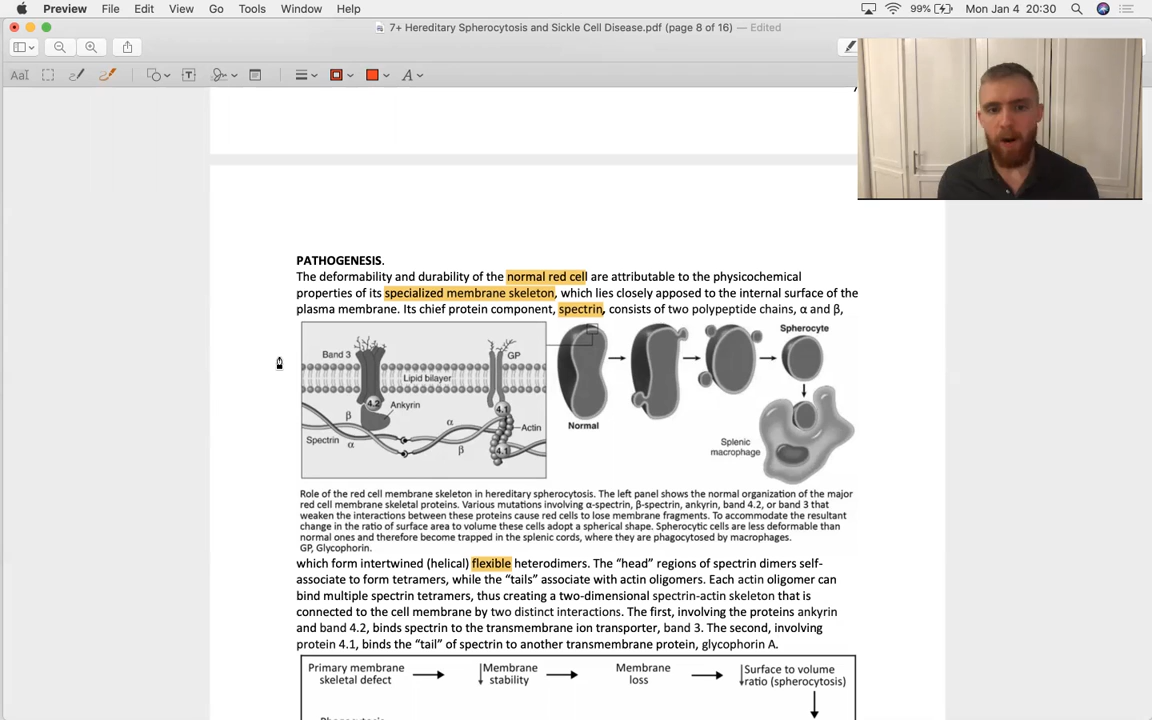 Preview File Edit View Go Tools Window Help 99% Mon Jan 4 20:30
7+ Hereditary Spherocytosis and Sickle Cell Disease.pdf (page 8 of 16) — Edited
AaI T A
PATHOGENESIS.
The deformability and durability of the normal red cell are attributable to the physicochemical
properties of its specialized membrane skeleton, which lies closely apposed to the internal surface of the
plasma membrane. Its chief protein component, spectrin, consists of two polypeptide chains, α and β,
Spherocyte
Band 3
GP
Lipid bilayer
4.2
Ankyrin
4.1
β
α
Actin
Normal
Spectrin
α
β
4.1
Splenic
macrophage
Role of the red cell membrane skeleton in hereditary spherocytosis. The left panel shows the normal organization of the major
red cell membrane skeletal proteins. Various mutations involving α-spectrin, β-spectrin, ankyrin, band 4.2, or band 3 that
weaken the interactions between these proteins cause red cells to lose membrane fragments. To accommodate the resultant
change in the ratio of surface area to volume these cells adopt a spherical shape. Spherocytic cells are less deformable than
normal ones and therefore become trapped in the splenic cords, where they are phagocytosed by macrophages.
GP, Glycophorin.
which form intertwined (helical) flexible heterodimers. The “head” regions of spectrin dimers self-
associate to form tetramers, while the “tails” associate with actin oligomers. Each actin oligomer can
bind multiple spectrin tetramers, thus creating a two-dimensional spectrin-actin skeleton that is
connected to the cell membrane by two distinct interactions. The first, involving the proteins ankyrin
and band 4.2, binds spectrin to the transmembrane ion transporter, band 3. The second, involving
protein 4.1, binds the “tail” of spectrin to another transmembrane protein, glycophorin A.
Primary membrane
skeletal defect
↓Membrane
stability
Membrane
loss
↓Surface to volume
ratio (spherocytosis)